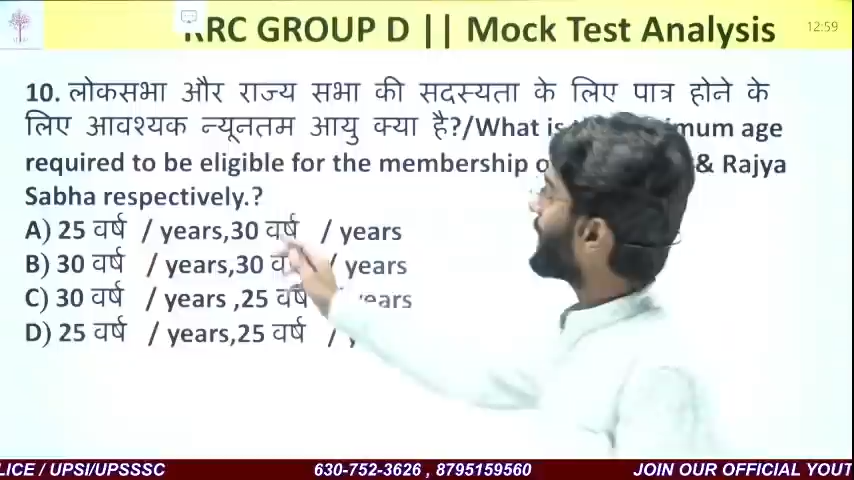 RRC GROUP D || Mock Test Analysis
12:59
10. लोकसभा और राज्य सभा की सदस्यता के लिए पात्र होने के
लिए आवश्यक न्यूनतम आयु क्या है?/What is age
required to be eligible for the membership & Rajya
Sabha respectively.?
A) 25 वर्ष / years,30 वर्ष / years
B) 30 वर्ष / years,30 / years
C) 30 वर्ष / years ,25 वर्ष years
D) 25 वर्ष / years,25 वर्ष /
LICE / UPSI/UPSSSC 630-752-3626 , 8795159560 JOIN OUR OFFICIAL YOUT